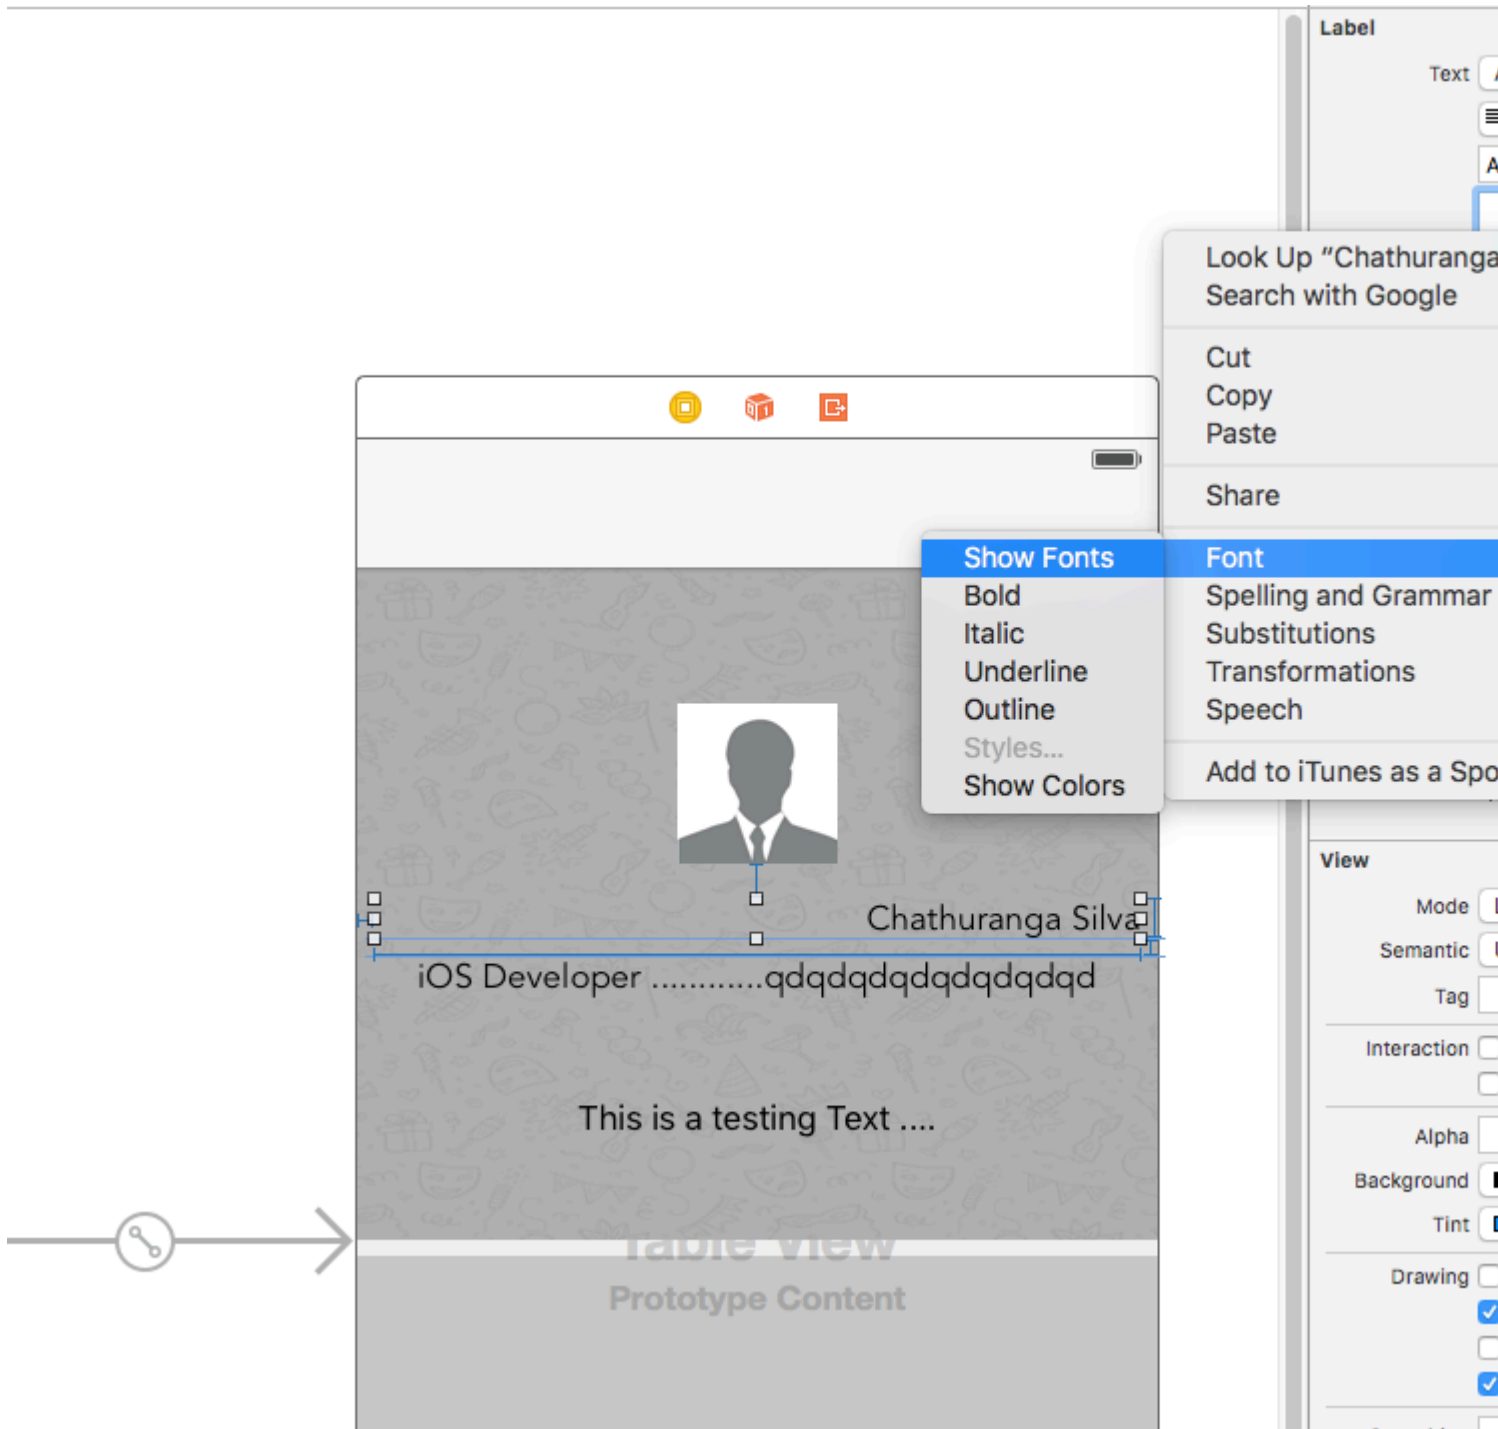 Label
Text
Look Up “Chathuranga
Search with Google
Cut
Copy
Paste
Share
Show Fonts
Font
Bold
Spelling and Grammar
Italic
Substitutions
Underline
Transformations
Outline
Speech
Styles...
Show Colors
Add to iTunes as a Spo
View
Mode
Chathuranga Silva
Semantic
iOS Developer ............qdqdqdqdqdqdqdqd
Tag
Interaction
This is a testing Text ....
Alpha
Background
Tint
Table View
Drawing
Prototype Content